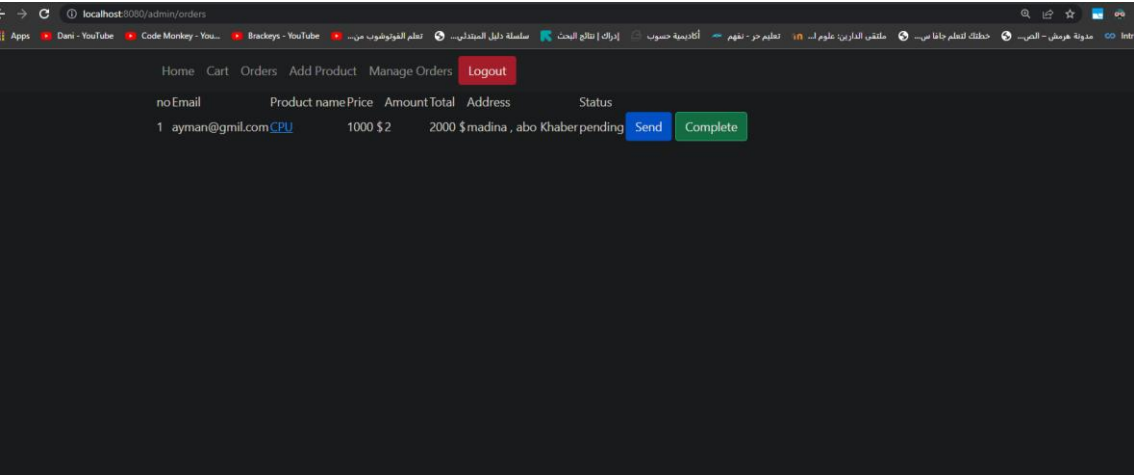 localhost:8080/admin/orders
Apps Dani - YouTube Code Monkey - You... Brackeys - YouTube تعلم الفوتوشوب من... سلسلة دليل المبتدئي... إدراك | نتائج البحث أكاديمية حسوب تعليم حر - نفهم ملتقى الدارين: علوم ا... خطتك لتعلم جافا س... مدونة هرمش – الص... Intr
Home Cart Orders Add Product Manage Orders Logout
no Email Product name Price Amount Total Address Status
1 ayman@gmil.com CPU 1000 $ 2 2000 $ madina , abo Khaber pending Send Complete